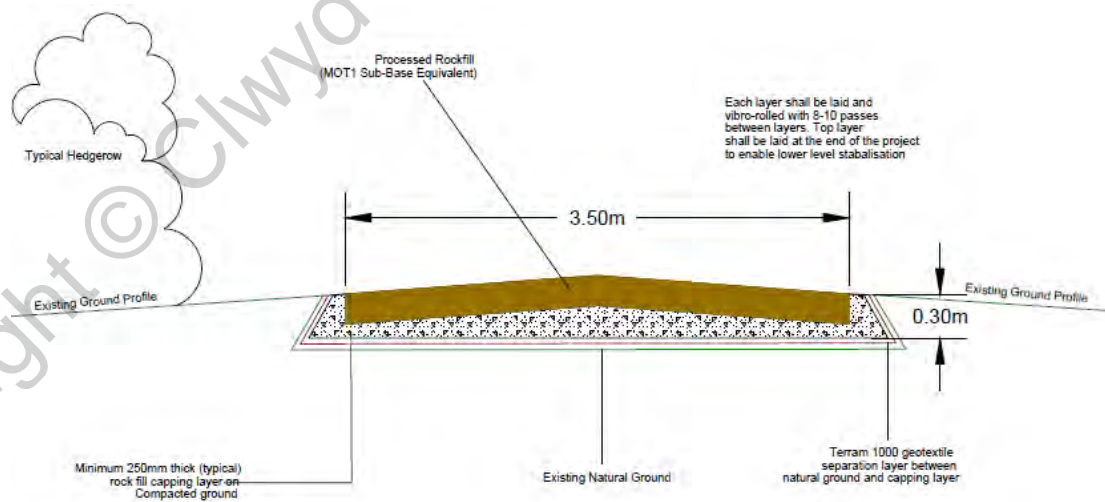 Processed Rockfill
(MOT1 Sub-Base Equivalent)
Each layer shall be laid and
vibro-rolled with 8-10 passes
between layers. Top layer
shall be laid at the end of the project
to enable lower level stabalisation
Typical Hedgerow
3.50m
Existing Ground Profile
Existing Ground Profile
0.30m
Minimum 250mm thick (typical)
rock fill capping layer on
Compacted ground
Existing Natural Ground
Terram 1000 geotextile
separation layer between
natural ground and capping layer
ight © Clwyd